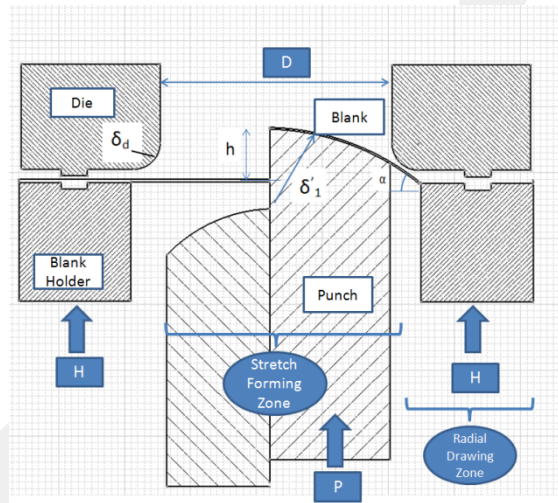 D
Die
Blank
δd
h
δ′1
α
Blank
Holder
Punch
H
Stretch
Forming
Zone
H
Radial
Drawing
Zone
P